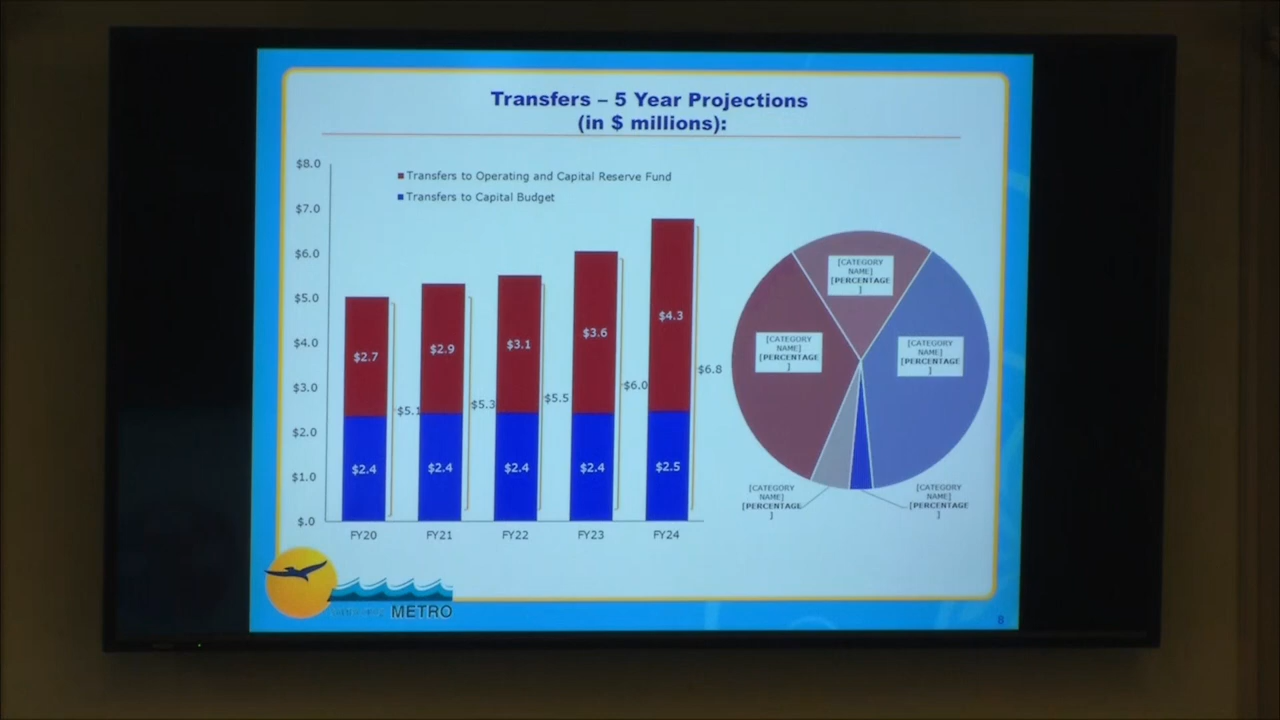 Transfers – 5 Year Projections
(in $ millions):
$8.0
$7.0
$6.0
$5.0
$4.0
$3.0
$2.0
$1.0
$.0
Transfers to Operating and Capital Reserve Fund
Transfers to Capital Budget
$2.7
$2.9
$3.1
$3.6
$4.3
$5.1
$5.3
$5.5
$6.0
$6.8
$2.4
$2.4
$2.4
$2.4
$2.5
FY20
FY21
FY22
FY23
FY24
[CATEGORY
NAME]
[PERCENTAGE
]
[CATEGORY
NAME]
[PERCENTAGE
]
[CATEGORY
NAME]
[PERCENTAGE
]
[CATEGORY
NAME]
[PERCENTAGE
]
[CATEGORY
NAME]
[PERCENTAGE
]
METRO
8